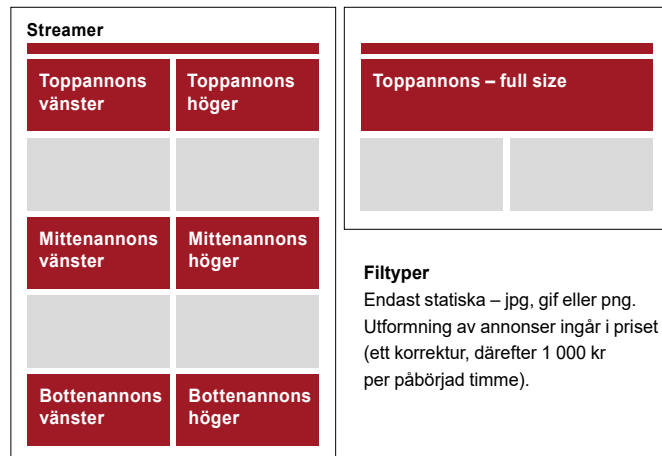 Streamer
Toppannons
vänster
Toppannons
höger
Mittenannons
vänster
Mittenannons
höger
Bottenannons
vänster
Bottenannons
höger
Toppannons – full size
Filtyper
Endast statiska – jpg, gif eller png.
Utformning av annonser ingår i priset
(ett korrektur, därefter 1 000 kr
per påbörjad timme).